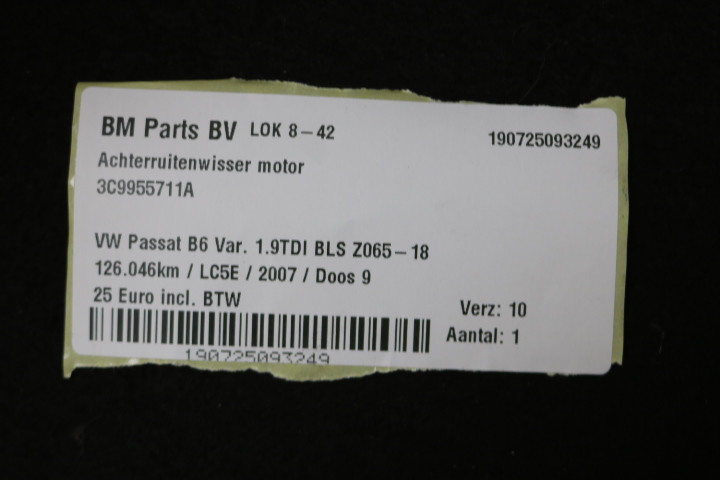 BM Parts BV LOK 8-42
190725093249
Achterruitenwisser motor
3C9955711A
VW Passat B6 Var. 1.9TDI BLS Z065-18
126.046km / LC5E / 2007 / Doos 9
25 Euro incl. BTW
Verz: 10
Aantal: 1
190725093249